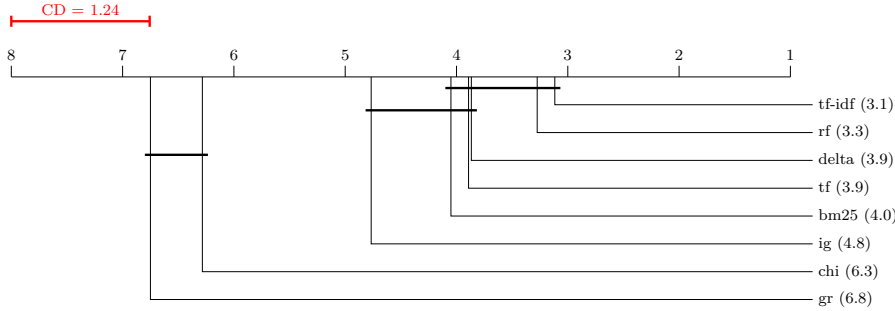 CD = 1.24
8 7 6 5 4 3 2 1
tf-idf (3.1)
rf (3.3)
delta (3.9)
tf (3.9)
bm25 (4.0)
ig (4.8)
chi (6.3)
gr (6.8)